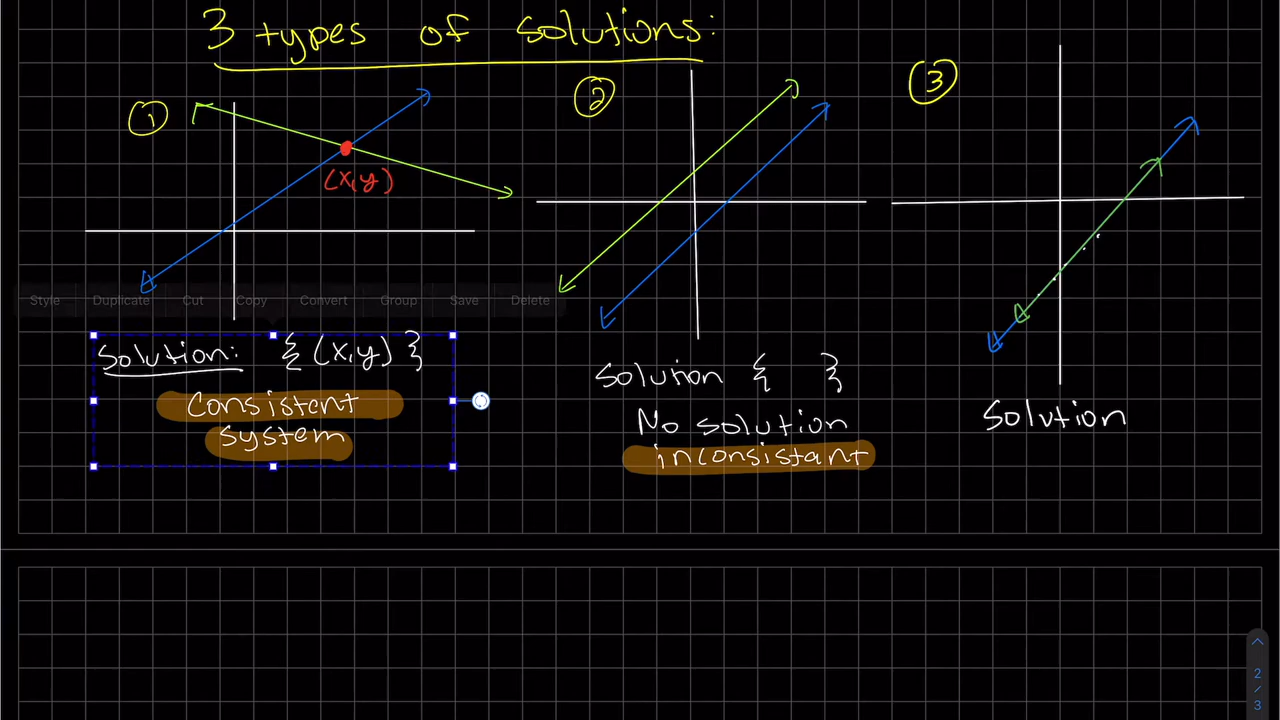 3 types of solutions:
①
②
③
(x,y)
Style Duplicate Cut Copy Convert Group Save Delete
Solution: { (x,y) }
Consistent
system
Solution { }
No solution
inconsistant
Solution
2
/
3